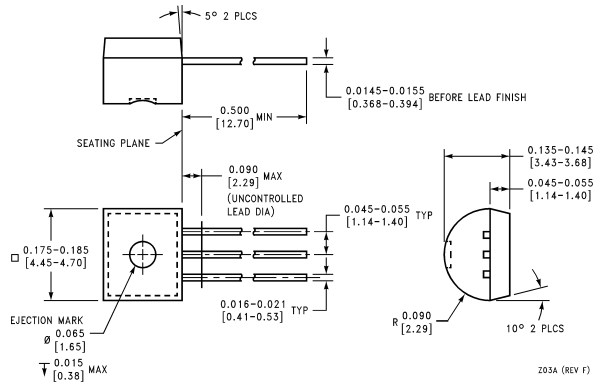 5° 2 PLCS
0.0145–0.0155
[0.368–0.394] BEFORE LEAD FINISH
0.500
[12.70] MIN
SEATING PLANE
0.090
[2.29] MAX
(UNCONTROLLED
LEAD DIA)
0.135–0.145
[3.43–3.68]
0.045–0.055
[1.14–1.40]
0.045–0.055
[1.14–1.40] TYP
□ 0.175–0.185
[4.45–4.70]
0.016–0.021
[0.41–0.53] TYP
EJECTION MARK
Ø 0.065
[1.65]
↧ 0.015
[0.38] MAX
R 0.090
[2.29]
10° 2 PLCS
Z03A (REV F)